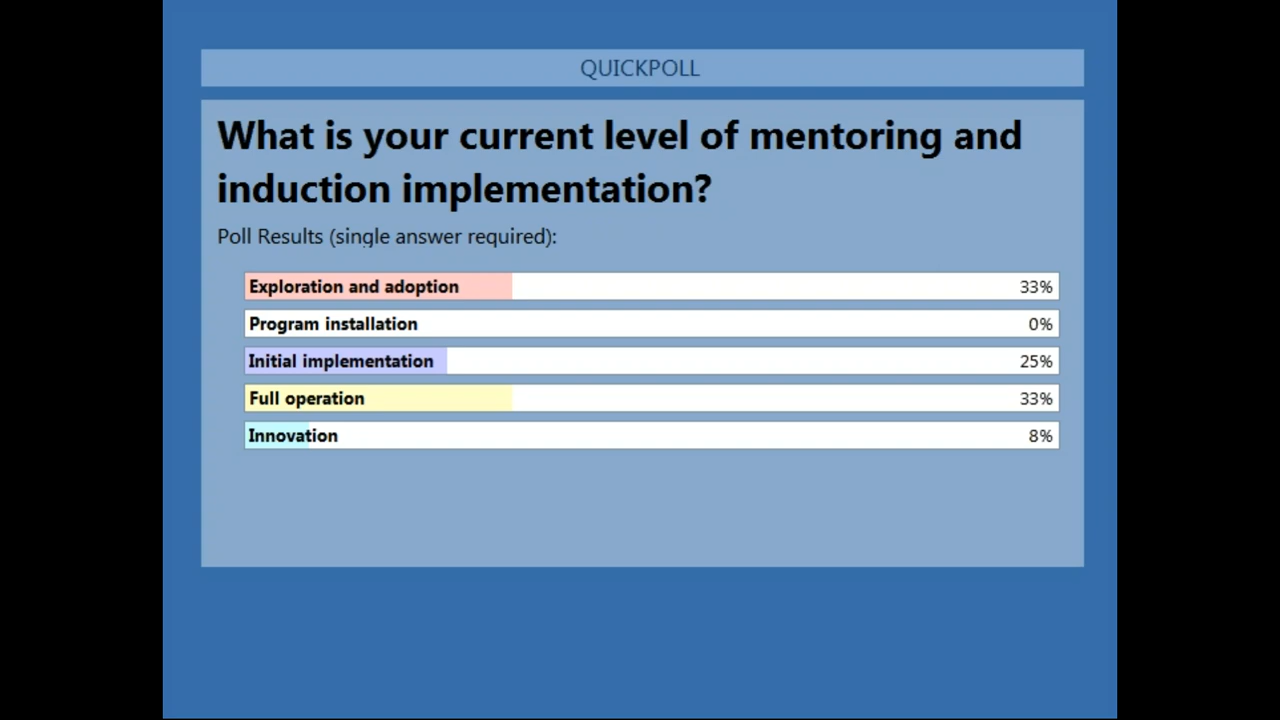 QUICKPOLL
What is your current level of mentoring and
induction implementation?
Poll Results (single answer required):
Exploration and adoption 33%
Program installation 0%
Initial implementation 25%
Full operation 33%
Innovation 8%